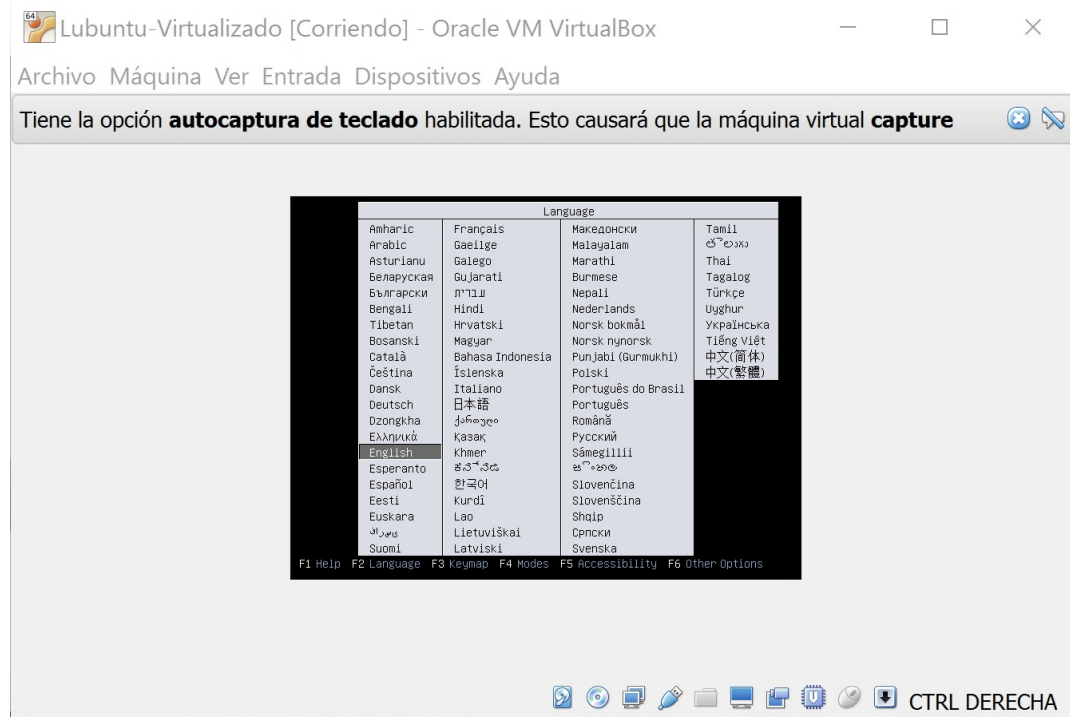 64
Lubuntu-Virtualizado [Corriendo] - Oracle VM VirtualBox
Archivo Máquina Ver Entrada Dispositivos Ayuda
Tiene la opción autocaptura de teclado habilitada. Esto causará que la máquina virtual capture
Language
Amharic
Arabic
Asturianu
Беларуская
Български
Bengali
Tibetan
Bosanski
Català
Čeština
Dansk
Deutsch
Dzongkha
Ελληνικά
English
Esperanto
Español
Eesti
Euskara
Suomi
Français
Gaeilge
Galego
Gujarati
עברית
Hindi
Hrvatski
Magyar
Bahasa Indonesia
Íslenska
Italiano
日本語
ქართული
Қазақ
Khmer
한국어
Kurdî
Lao
Lietuviškai
Latviski
Македонски
Malayalam
Marathi
Burmese
Nepali
Nederlands
Norsk bokmål
Norsk nynorsk
Punjabi (Gurmukhi)
Polski
Português do Brasil
Português
Română
Русский
Sámegillii
Slovenčina
Slovenščina
Shqip
Српски
Svenska
Tamil
Thai
Tagalog
Türkçe
Uyghur
Українська
Tiếng Việt
中文(简体)
中文(繁體)
F1 Help F2 Language F3 Keymap F4 Modes F5 Accessibility F6 Other Options
CTRL DERECHA